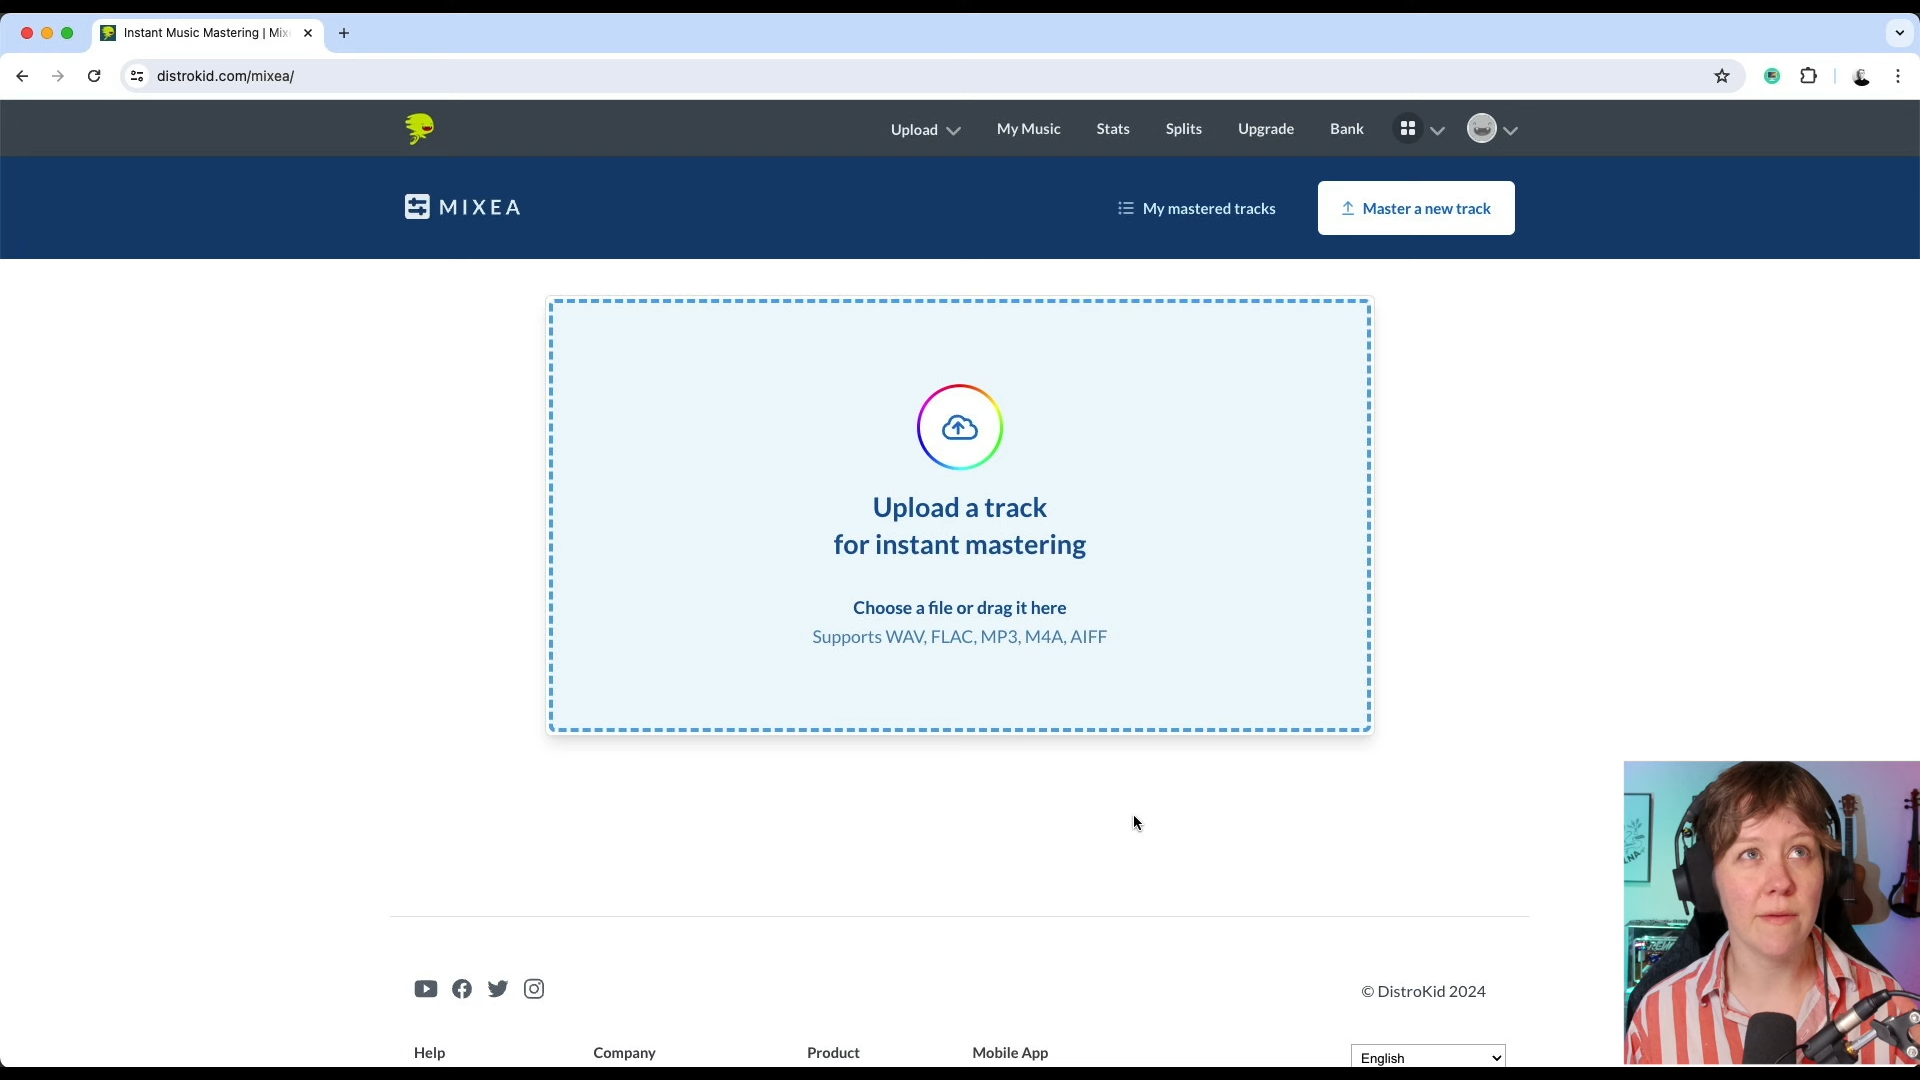 Instant Music Mastering | Mix
distrokid.com/mixea/
Upload
My Music
Stats
Splits
Upgrade
Bank
MIXEA
My mastered tracks
Master a new track
Upload a track
for instant mastering
Choose a file or drag it here
Supports WAV, FLAC, MP3, M4A, AIFF
© DistroKid 2024
Help
Company
Product
Mobile App
English